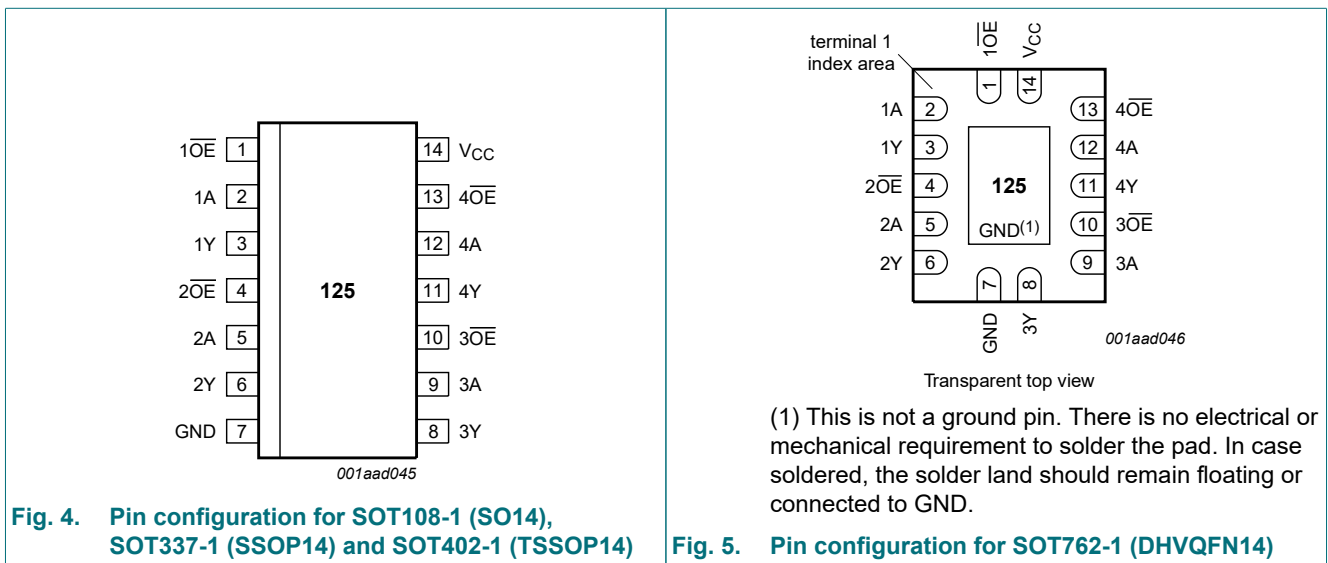 1OE 1
1A 2
1Y 3
2OE 4
2A 5
2Y 6
GND 7
125
14 VCC
13 4OE
12 4A
11 4Y
10 3OE
9 3A
8 3Y
001aad045
Fig. 4. Pin configuration for SOT108-1 (SO14),
SOT337-1 (SSOP14) and SOT402-1 (TSSOP14)
terminal 1
index area
1OE
VCC
1
14
1A 2
1Y 3
2OE 4
2A 5
2Y 6
125
GND(1)
13 4OE
12 4A
11 4Y
10 3OE
9 3A
7
8
GND
3Y
001aad046
Transparent top view
(1) This is not a ground pin. There is no electrical or
mechanical requirement to solder the pad. In case
soldered, the solder land should remain floating or
connected to GND.
Fig. 5. Pin configuration for SOT762-1 (DHVQFN14)